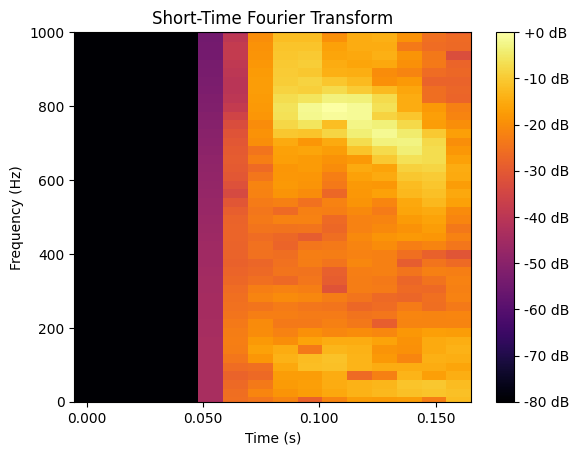 Short-Time Fourier Transform
Frequency (Hz)
1000
800
600
400
200
0
0.000
0.050
0.100
0.150
Time (s)
+0 dB
-10 dB
-20 dB
-30 dB
-40 dB
-50 dB
-60 dB
-70 dB
-80 dB